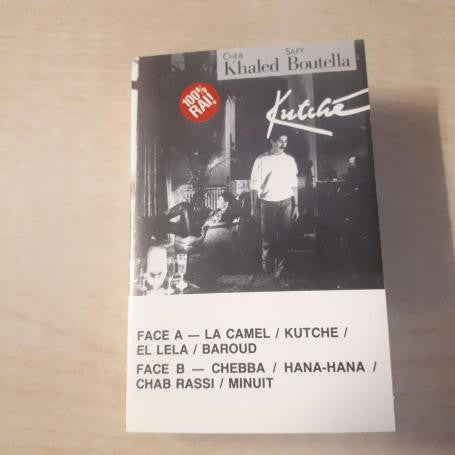 CHEB SAFY
Khaled Boutella
100%
RAI!
Kutché
FACE A — LA CAMEL / KUTCHE /
EL LELA / BAROUD
FACE B — CHEBBA / HANA-HANA /
CHAB RASSI / MINUIT